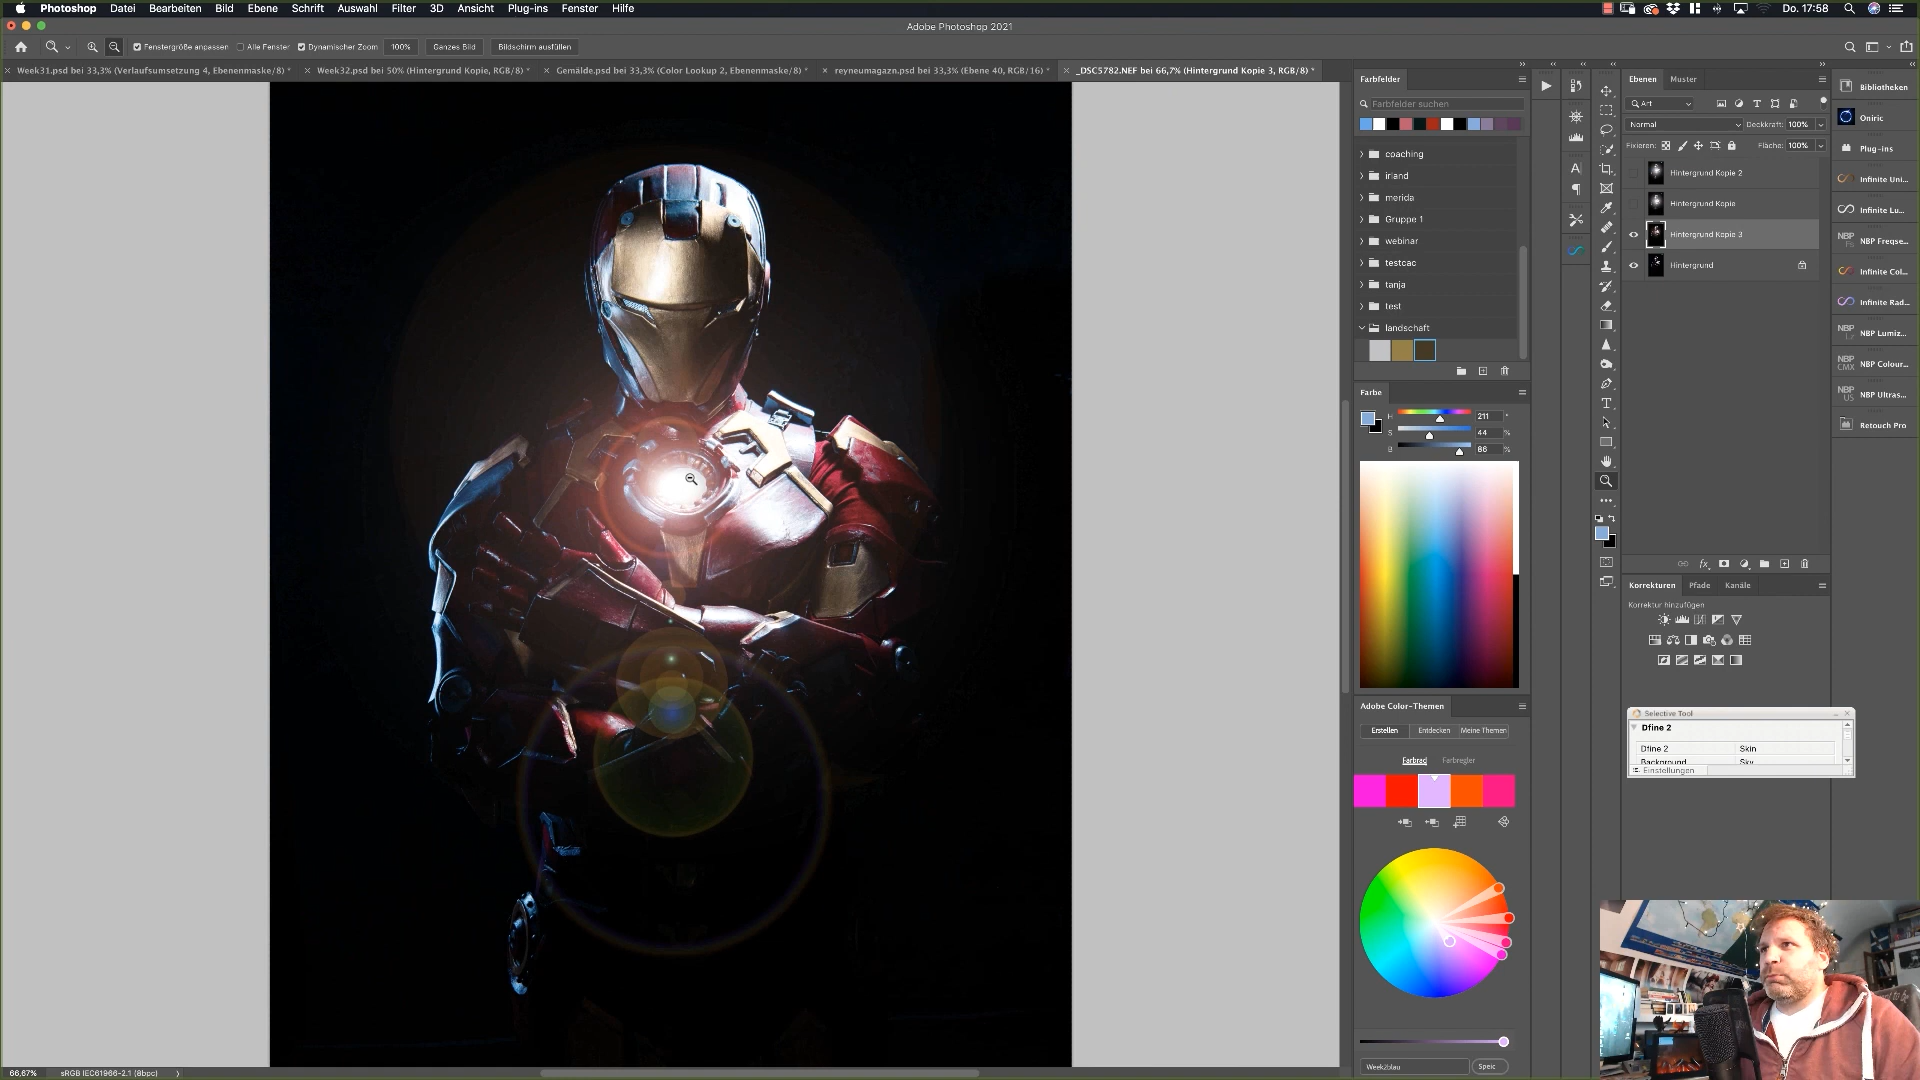 Photoshop Datei Bearbeiten Bild Ebene Schrift Auswahl Filter 3D Ansicht Plug-ins Fenster Hilfe
Do. 17:58
Adobe Photoshop 2021
Fenstergröße anpassen Alle Fenster Dynamischer Zoom 100% Ganzes Bild Bildschirm ausfüllen
Week31.psd bei 33,3% (Verlaufsumsetzung 4, Ebenenmaske/8) *
Week32.psd bei 50% (Hintergrund Kopie, RGB/8) *
Gemälde.psd bei 33,3% (Color Lookup 2, Ebenenmaske/8) *
reyneumagazn.psd bei 33,3% (Ebene 40, RGB/16) *
_DSC5782.NEF bei 66,7% (Hintergrund Kopie 3, RGB/8) *
Farbfelder
Farbfelder suchen
coaching
irland
merida
Gruppe 1
webinar
testcac
tanja
test
landschaft
Farbe
H 211 °
S 44 %
B 86 %
Adobe Color-Themen
Erstellen Entdecken Meine Themen
Farbrad Farbregler
Week2blau
Speic
Ebenen Muster
Art
Normal Deckkraft: 100%
Fixieren: Fläche: 100%
Hintergrund Kopie 2
Hintergrund Kopie
Hintergrund Kopie 3
Hintergrund
Korrekturen Pfade Kanäle
Korrektur hinzufügen
Selective Tool
Dfine 2
Dfine 2 Skin
Background Sky
Einstellungen
Bibliotheken
Oniric
Plug-ins
Infinite Uni...
Infinite Lu...
NBP Freqse...
Infinite Col...
Infinite Rad...
NBP Lumiz...
NBP Colour...
NBP Ultras...
Retouch Pro
66,67% sRGB IEC61966-2.1 (8bpc)